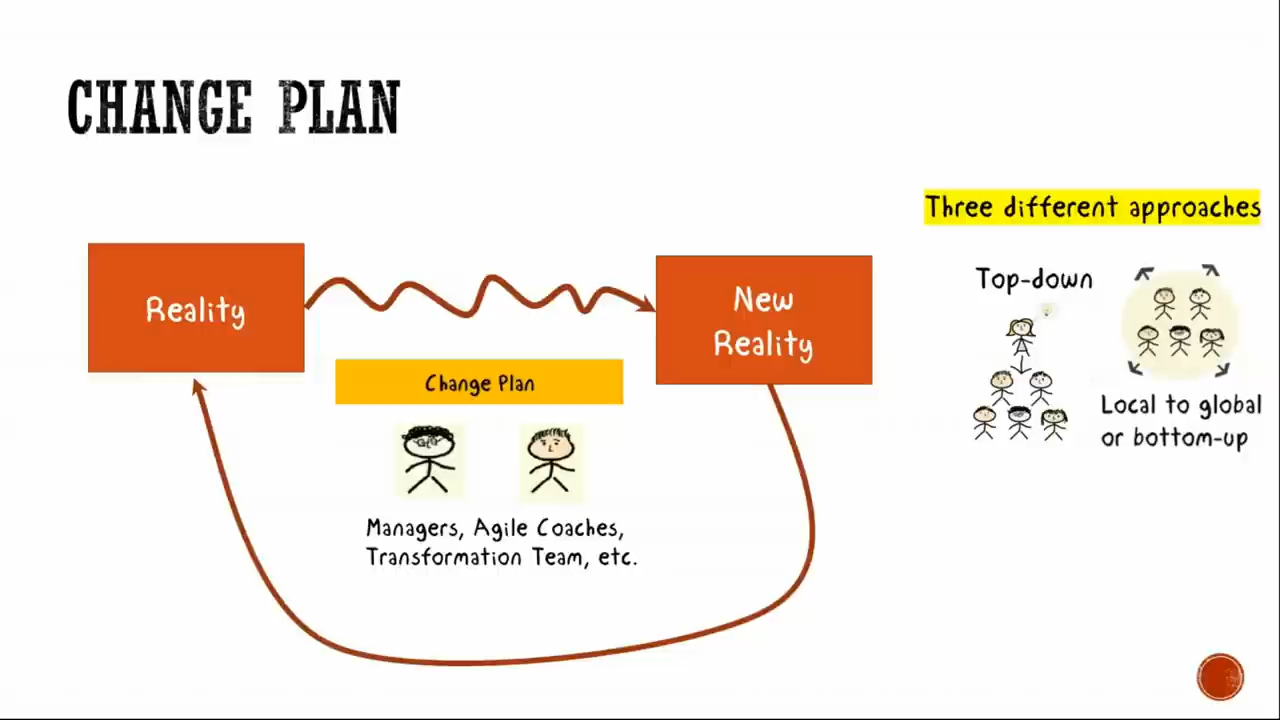 CHANGE PLAN
Three different approaches
Reality
New
Reality
Change Plan
Managers, Agile Coaches,
Transformation Team, etc.
Top-down
Local to global
or bottom-up